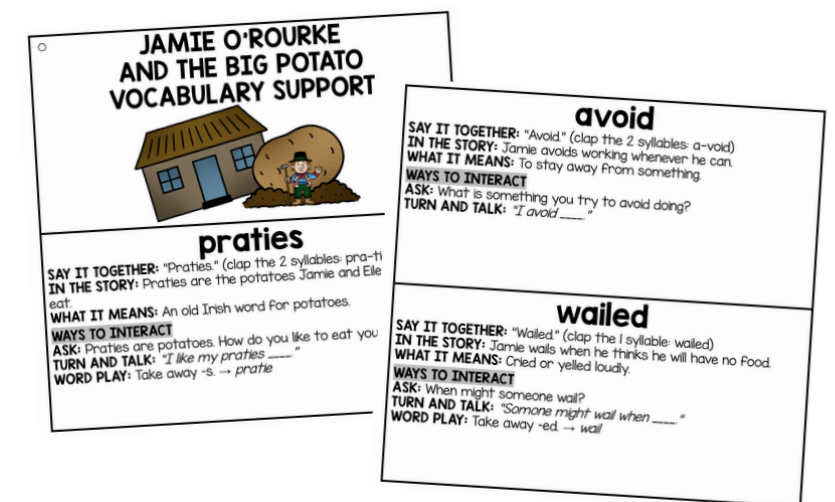 JAMIE O'ROURKE
AND THE BIG POTATO
VOCABULARY SUPPORT
praties
SAY IT TOGETHER: "Praties." (clap the 2 syllables: pra-ti
IN THE STORY: Praties are the potatoes Jamie and Elle
eat.
WHAT IT MEANS: An old Irish word for potatoes.
WAYS TO INTERACT
ASK: Praties are potatoes. How do you like to eat you
TURN AND TALK: "I like my praties ____."
WORD PLAY: Take away -s. → pratie
avoid
SAY IT TOGETHER: "Avoid." (clap the 2 syllables: a-void)
IN THE STORY: Jamie avoids working whenever he can.
WHAT IT MEANS: To stay away from something.
WAYS TO INTERACT
ASK: What is something you try to avoid doing?
TURN AND TALK: "I avoid ____."
wailed
SAY IT TOGETHER: "Wailed." (clap the 1 syllable: wailed)
IN THE STORY: Jamie wails when he thinks he will have no food.
WHAT IT MEANS: Cried or yelled loudly.
WAYS TO INTERACT
ASK: When might someone wail?
TURN AND TALK: "Somone might wail when ____."
WORD PLAY: Take away -ed. → wail